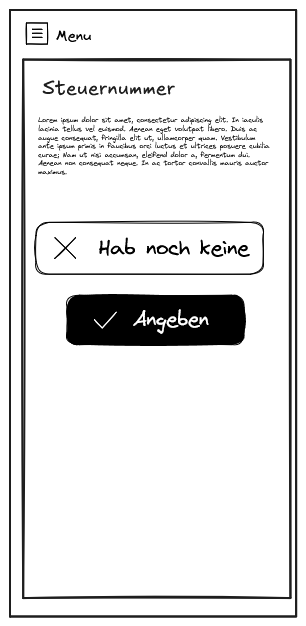 Menu
Steuernummer
Lorem ipsum dolor sit amet, consectetur adipiscing elit. In iaculis
lacinia tellus vel euismod. Aenean eget volutpat libero. Duis ac
augue consequat, fringilla elit ut, ullamcorper quam. Vestibulum
ante ipsum primis in faucibus orci luctus et ultrices posuere cubilia
curae; Nam ut nisi accumsan, eleifend dolor a, fermentum dui.
Aenean non consequat neque. In ac tortor convallis mauris auctor
maximus.
Hab noch keine
Angeben